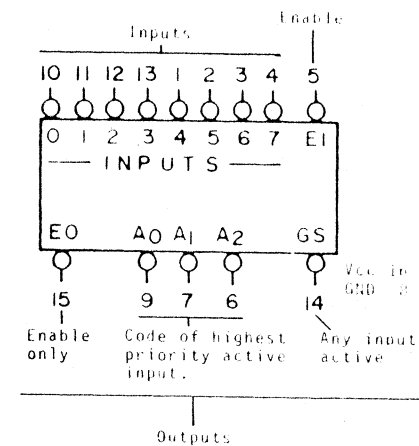 Enable
Inputs
10 11 12 13 1 2 3 4 5
0 1 2 3 4 5 6 7 EI
INPUTS
EO A0 A1 A2 GS
Vcc
GND 8
15 9 7 6 14
Enable only
Code of highest priority active input.
Any input active
Outputs